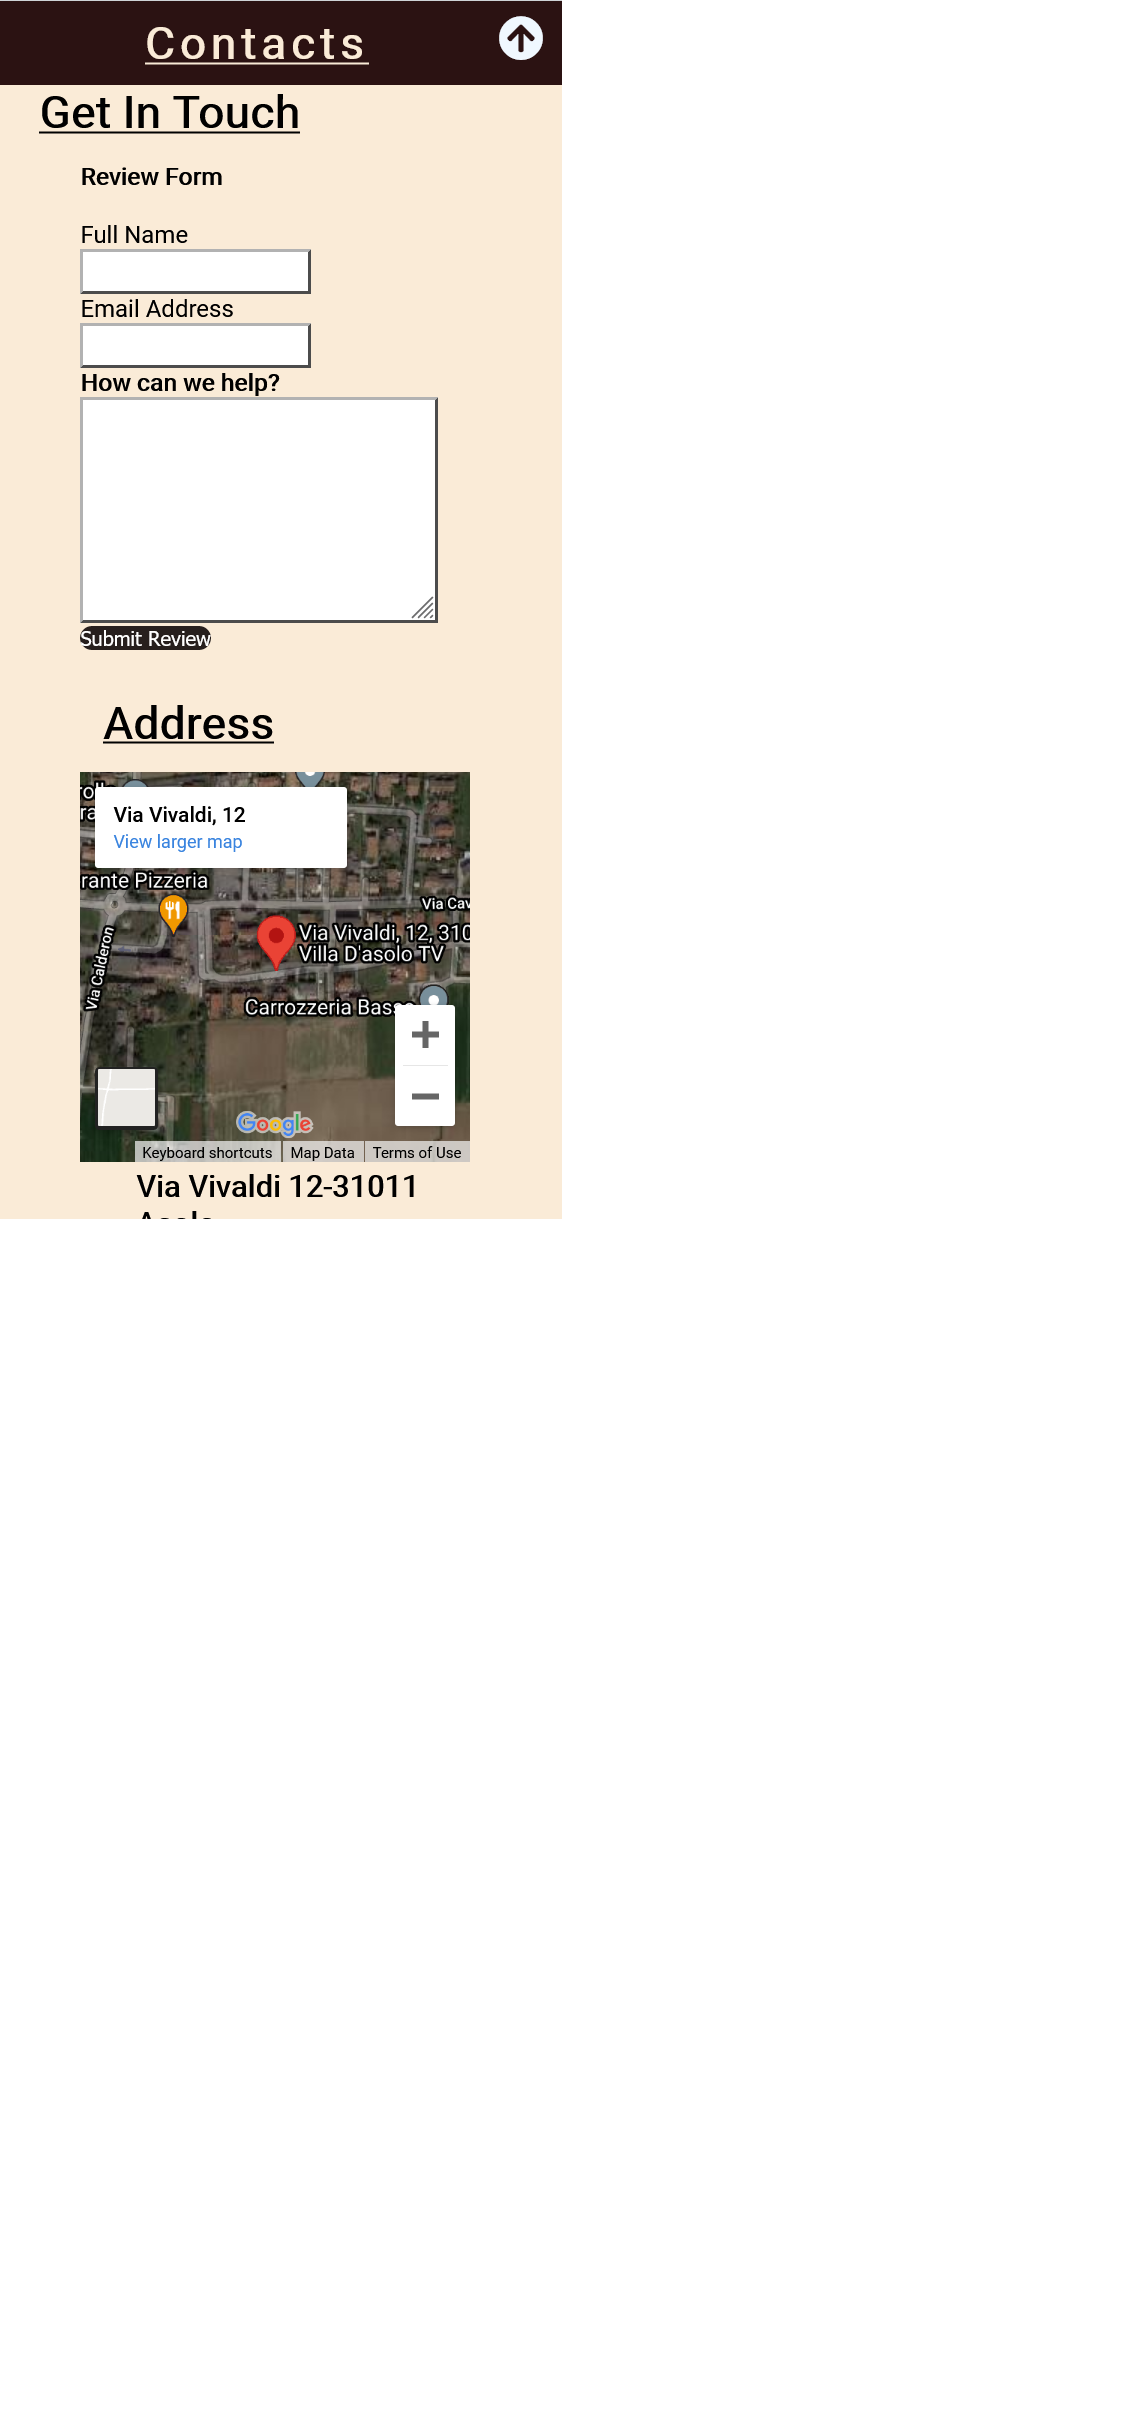 Contacts
Get In Touch
Review Form
Full Name
Email Address
How can we help?
Submit Review
Address
Via Vivaldi, 12
View larger map
rante Pizzeria
Via Cav
Via Calderon
Via Vivaldi, 12, 310
Villa D'asolo TV
Carrozzeria Basso
Google
Keyboard shortcuts
Map Data
Terms of Use
Via Vivaldi 12-31011